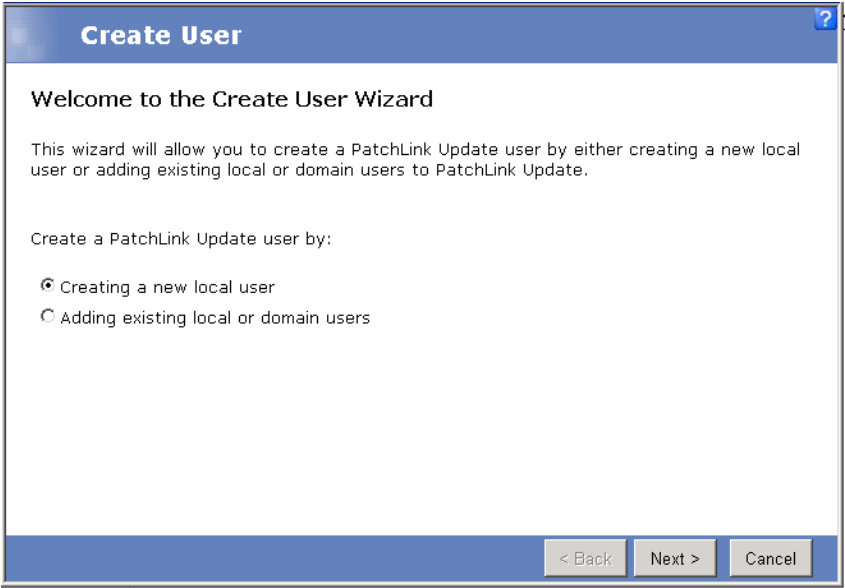 Create User
?
Welcome to the Create User Wizard
This wizard will allow you to create a PatchLink Update user by either creating a new local
user or adding existing local or domain users to PatchLink Update.
Create a PatchLink Update user by:
Creating a new local user
Adding existing local or domain users
< Back
Next >
Cancel